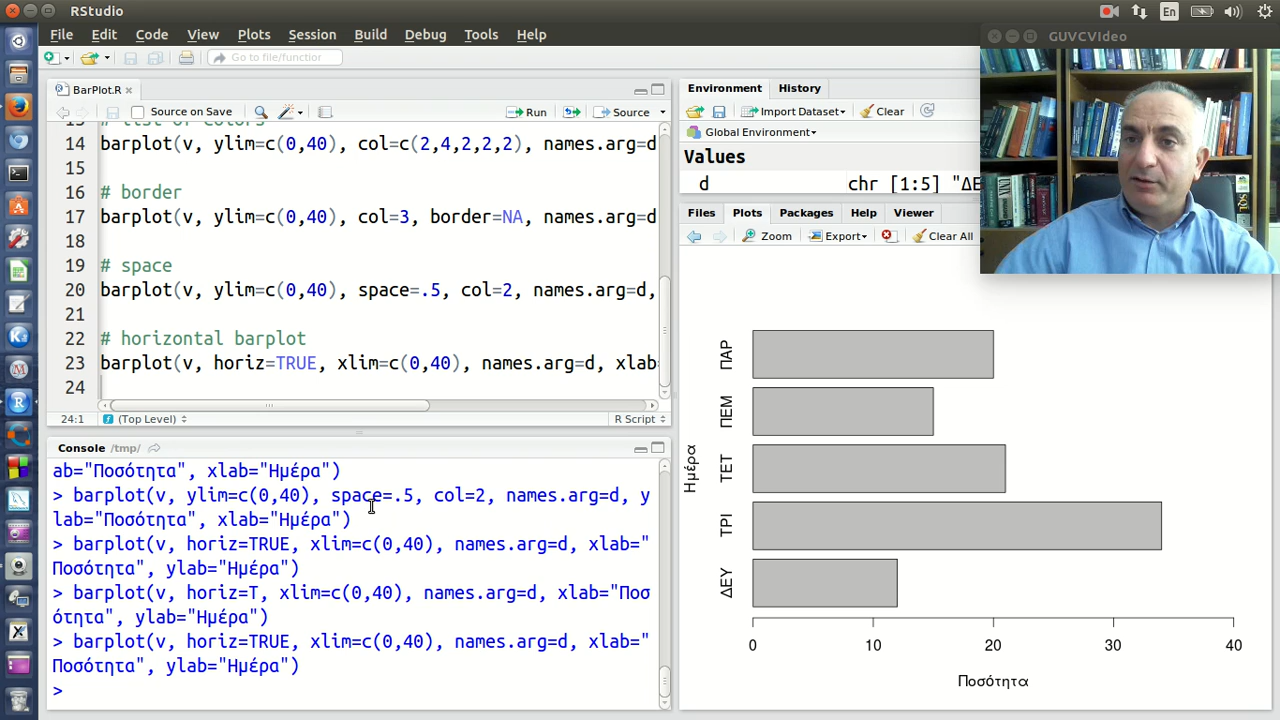 RStudio
En
File Edit Code View Plots Session Build Debug Tools Help
GUVCVIdeo
Go to file/function
BarPlot.R
Source on Save Run Source
14 barplot(v, ylim=c(0,40), col=c(2,4,2,2,2), names.arg=d
15
16 # border
17 barplot(v, ylim=c(0,40), col=3, border=NA, names.arg=d
18
19 # space
20 barplot(v, ylim=c(0,40), space=.5, col=2, names.arg=d,
21
22 # horizontal barplot
23 barplot(v, horiz=TRUE, xlim=c(0,40), names.arg=d, xlab=
24
24:1 (Top Level) R Script
Console /tmp/
ab="Ποσότητα", xlab="Ημέρα")
> barplot(v, ylim=c(0,40), space=.5, col=2, names.arg=d, y
lab="Ποσότητα", xlab="Ημέρα")
> barplot(v, horiz=TRUE, xlim=c(0,40), names.arg=d, xlab="
Ποσότητα", ylab="Ημέρα")
> barplot(v, horiz=T, xlim=c(0,40), names.arg=d, xlab="Ποσ
ότητα", ylab="Ημέρα")
> barplot(v, horiz=TRUE, xlim=c(0,40), names.arg=d, xlab="
Ποσότητα", ylab="Ημέρα")
>
Environment History
Import Dataset Clear
Global Environment
Values
d chr [1:5] "ΔΕ
Files Plots Packages Help Viewer
Zoom Export Clear All
ΠΑΡ
ΠΕΜ
ΤΕΤ
ΤΡΙ
ΔΕΥ
Ημέρα
0 10 20 30 40
Ποσότητα